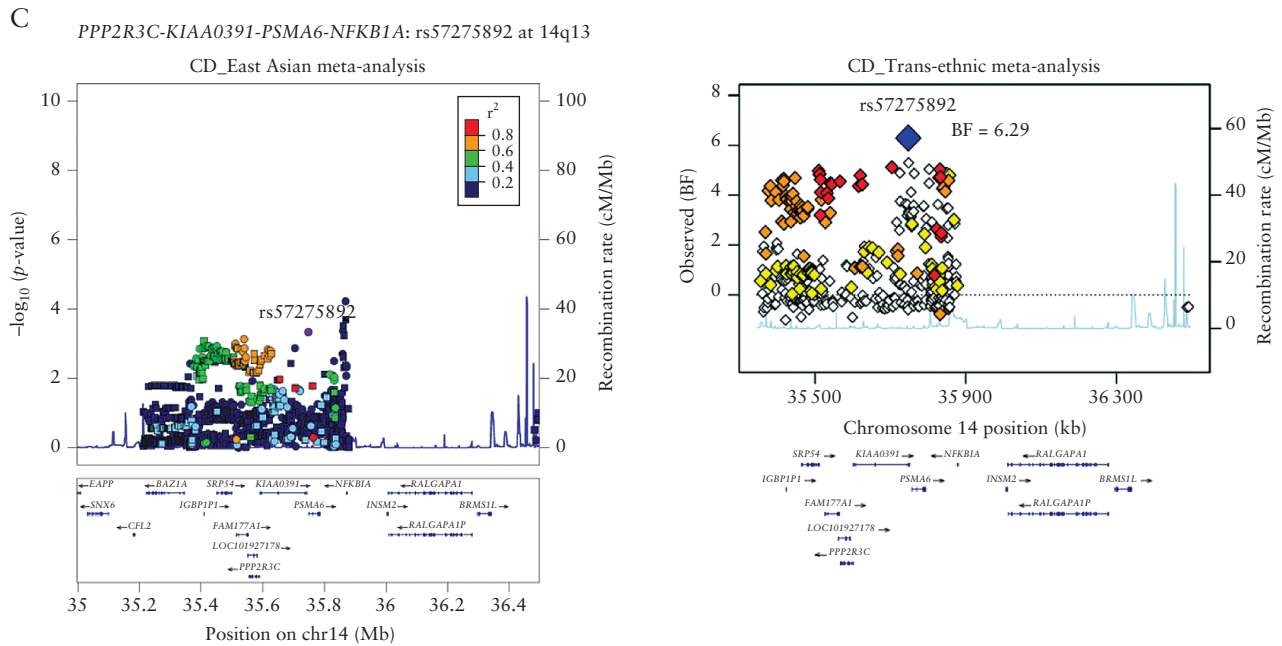 C
PPP2R3C-KIAA0391-PSMA6-NFKB1A: rs57275892 at 14q13
CD_East Asian meta-analysis
10
8
6
4
2
0
–log10 (p-value)
100
80
60
40
20
0
Recombination rate (cM/Mb)
r2
0.8
0.6
0.4
0.2
rs57275892
EAPP
BAZ1A
SRP54
KIAA0391
NFKBIA
RALGAPA1
SNX6
IGBP1P1
PSMA6
INSM2
BRMS1L
CFL2
FAM177A1
RALGAPA1P
LOC101927178
PPP2R3C
35 35.2 35.4 35.6 35.8 36 36.2 36.4
Position on chr14 (Mb)
CD_Trans-ethnic meta-analysis
8
6
4
2
0
Observed (BF)
rs57275892
BF = 6.29
60
40
20
0
Recombination rate (cM/Mb)
35 500 35 900 36 300
Chromosome 14 position (kb)
SRP54
KIAA0391
NFKBIA
RALGAPA1
IGBP1P1
PSMA6
INSM2
BRMS1L
FAM177A1
RALGAPA1P
LOC101927178
PPP2R3C